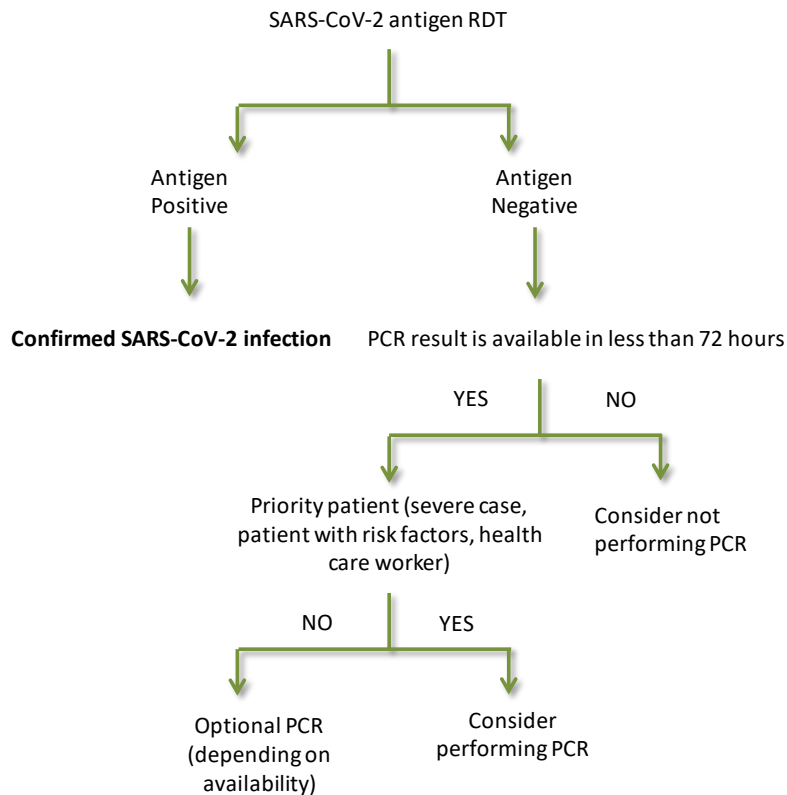 SARS-CoV-2 antigen RDT
Antigen
Positive
Antigen
Negative
Confirmed SARS-CoV-2 infection
PCR result is available in less than 72 hours
YES
NO
Priority patient (severe case,
patient with risk factors, health
care worker)
Consider not
performing PCR
NO
YES
Optional PCR
(depending on
availability)
Consider
performing PCR